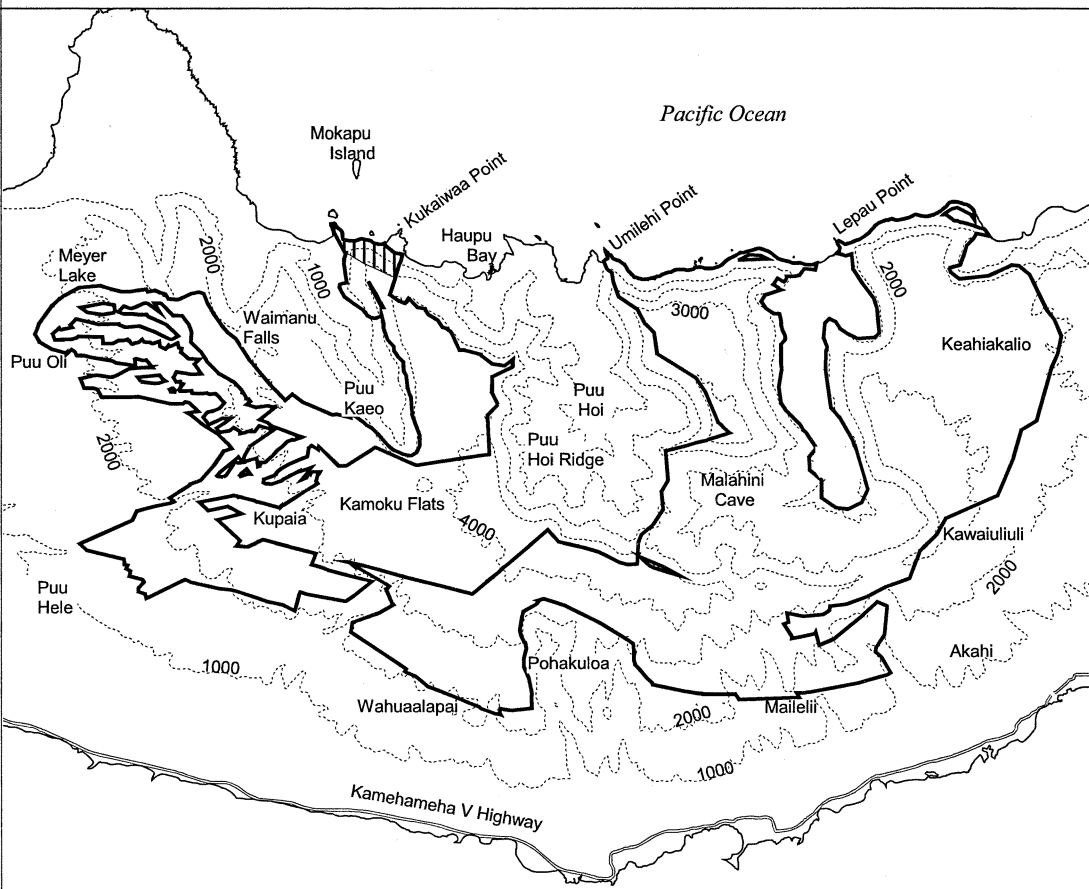 Pacific Ocean
Mokapu
Island
Kukaiwaa Point
Umilehi Point
Lepau Point
Haupu
Bay
2000
Meyer
Lake
1000
2000
3000
Waimanu
Falls
Keahiakalio
Puu Oli
Puu
Kaeo
Puu
Hoi
Puu
Hoi Ridge
2000
Malahini
Cave
Kamoku Flats
Kupaia
4000
Kawaiuliuli
2000
Puu
Hele
Akahi
1000
Pohakuloa
Wahuaalapai
Mailelii
2000
1000
Kamehameha V Highway